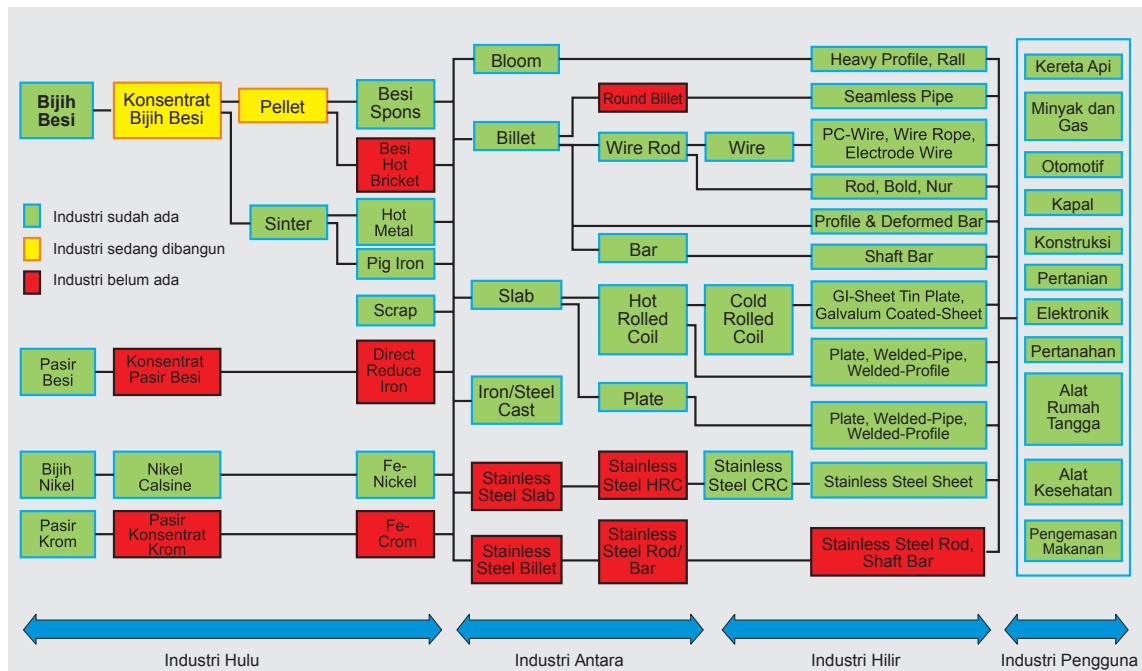 Bijih
Besi
Konsentrat
Bijih Besi
Pellet
Besi
Spons
Besi
Hot
Bricket
Sinter
Hot
Metal
Pig Iron
Scrap
Industri sudah ada
Industri sedang dibangun
Industri belum ada
Pasir
Besi
Konsentrat
Pasir Besi
Direct
Reduce
Iron
Bijih
Nikel
Nikel
Calsine
Fe-
Nickel
Pasir
Krom
Pasir
Konsentrat
Krom
Fe-
Crom
Bloom
Billet
Slab
Iron/Steel
Cast
Stainless
Steel Slab
Stainless
Steel Billet
Round Billet
Wire Rod
Wire
Bar
Hot
Rolled
Coil
Cold
Rolled
Coil
Plate
Stainless
Steel HRC
Stainless
Steel CRC
Stainless
Steel Rod/
Bar
Heavy Profile, Rall
Seamless Pipe
PC-Wire, Wire Rope,
Electrode Wire
Rod, Bold, Nur
Profile & Deformed Bar
Shaft Bar
GI-Sheet Tin Plate,
Galvalum Coated-Sheet
Plate, Welded-Pipe,
Welded-Profile
Plate, Welded-Pipe,
Welded-Profile
Stainless Steel Sheet
Stainless Steel Rod,
Shaft Bar
Kereta Api
Minyak dan
Gas
Otomotif
Kapal
Konstruksi
Pertanian
Elektronik
Pertanahan
Alat
Rumah
Tangga
Alat
Kesehatan
Pengemasan
Makanan
Industri Hulu
Industri Antara
Industri Hilir
Industri Pengguna